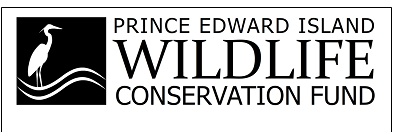 PRINCE EDWARD ISLAND
WILDLIFE
CONSERVATION FUND